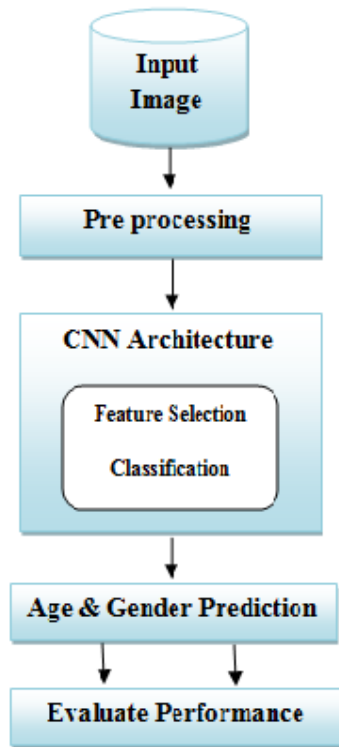 Input
Image
Pre processing
CNN Architecture
Feature Selection
Classification
Age & Gender Prediction
Evaluate Performance